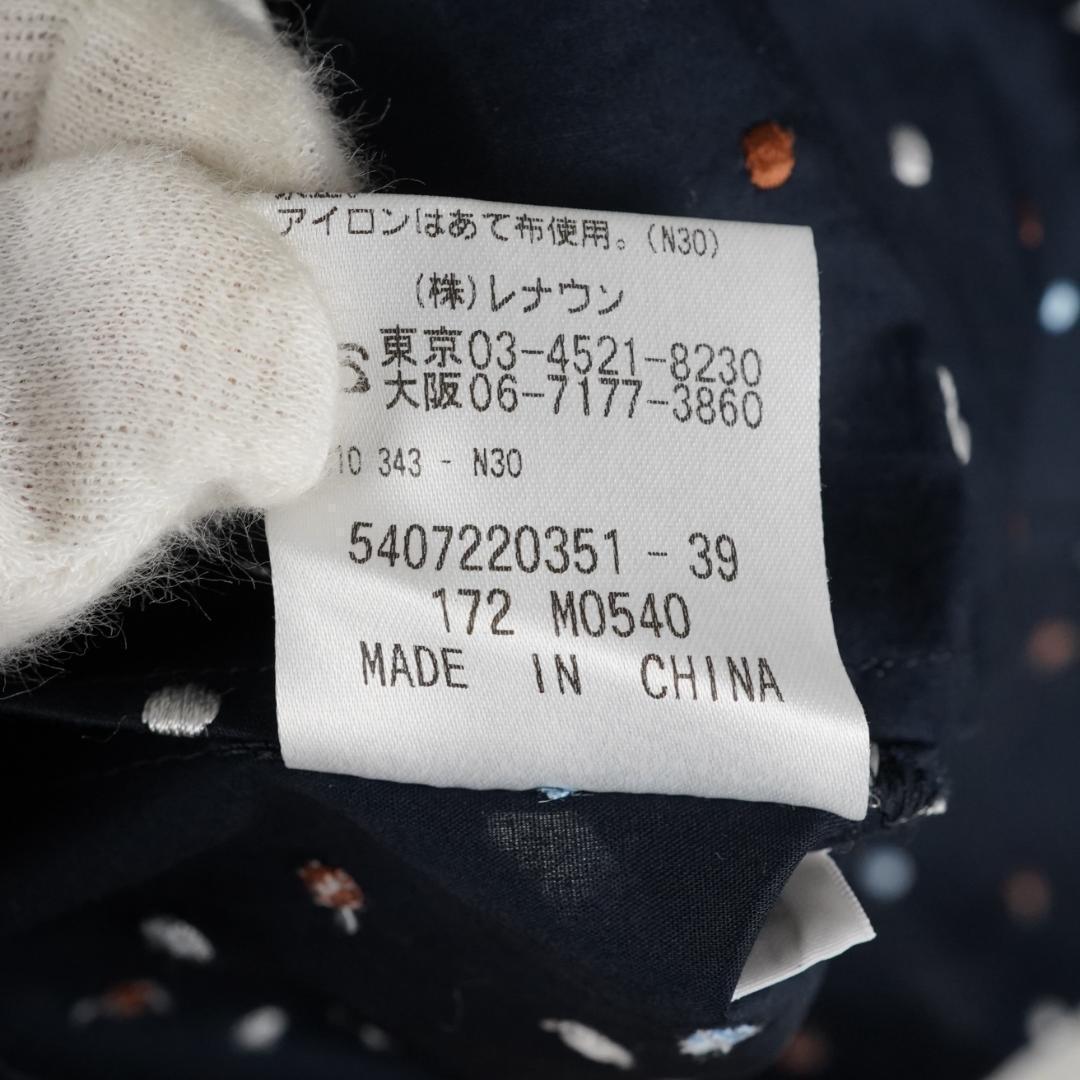 アイロンはあて布使用。(N30)
(株)レナウン
S 東京03-4521-8230
大阪06-7177-3860
10 343 - N30
5407220351 - 39
172 M0540
MADE IN CHINA